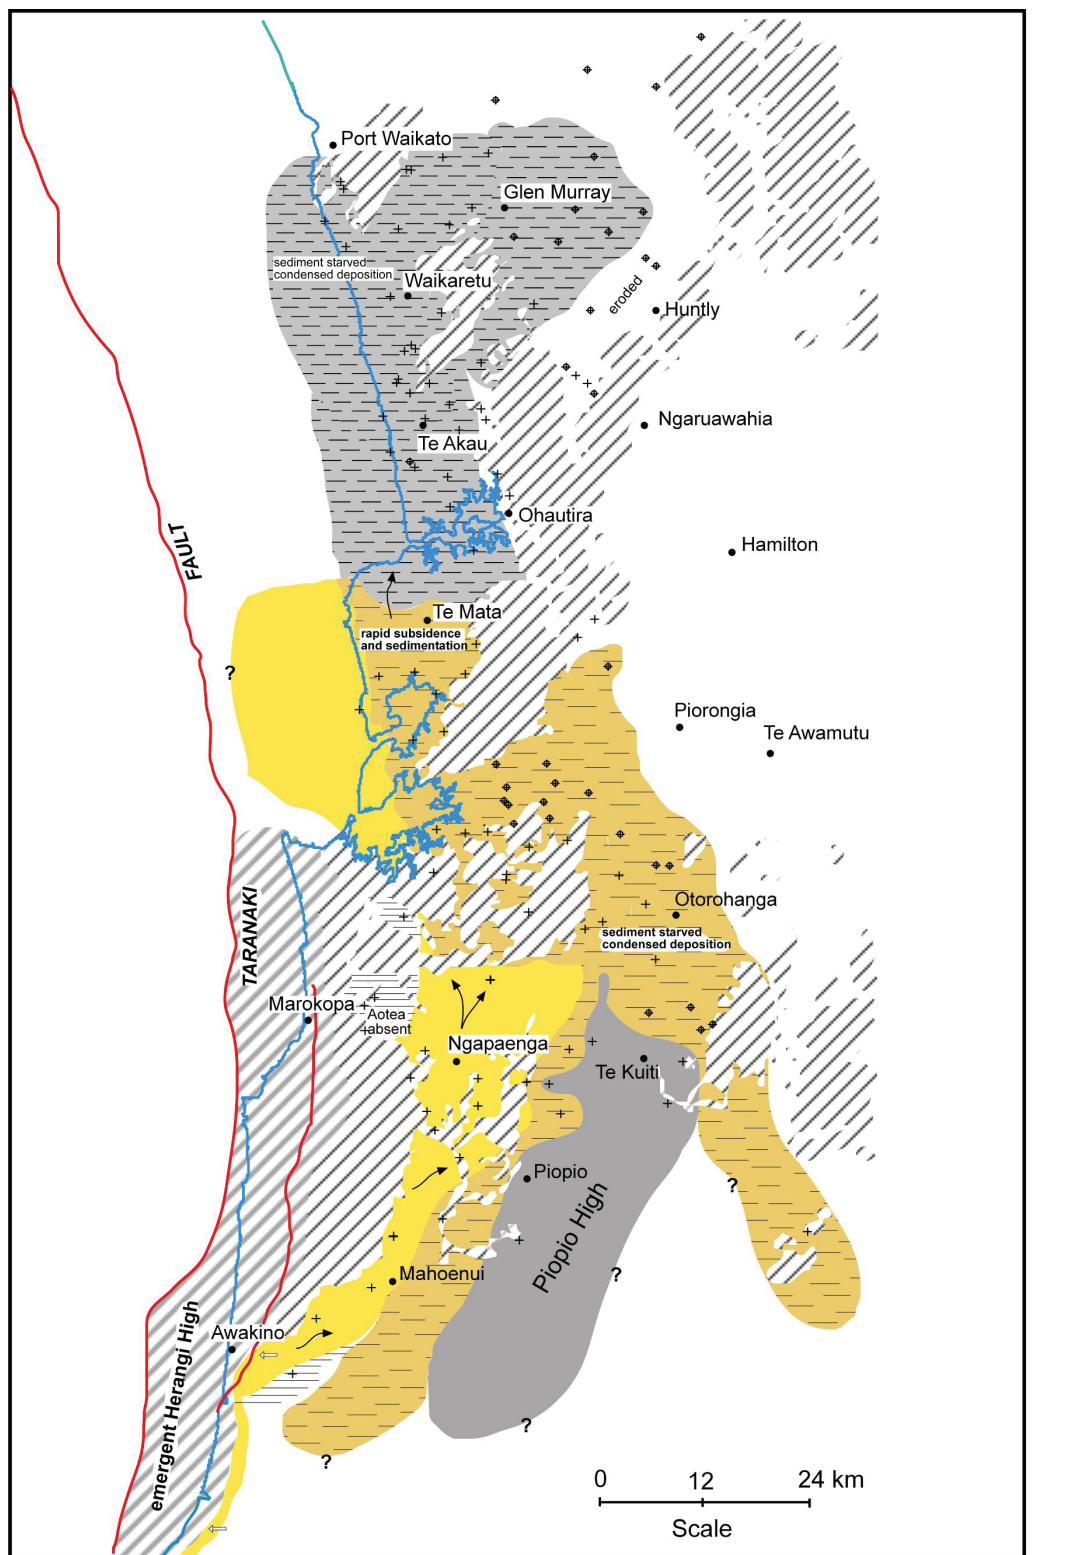 Port Waikato
Glen Murray
sediment starved
condensed deposition
Waikaretu
eroded
Huntly
Ngaruawahia
Te Akau
Ohautira
FAULT
Hamilton
Te Mata
rapid subsidence
and sedimentation
?
Piorongia
Te Awamutu
TARANAKI
Otorohanga
sediment starved
condensed deposition
Marokopa
Aotea
absent
Ngapaenga
Te Kuiti
Piopio
?
Piopio High
?
Mahoenui
Awakino
emergent Herangi High
?
?
0 12 24 km
Scale